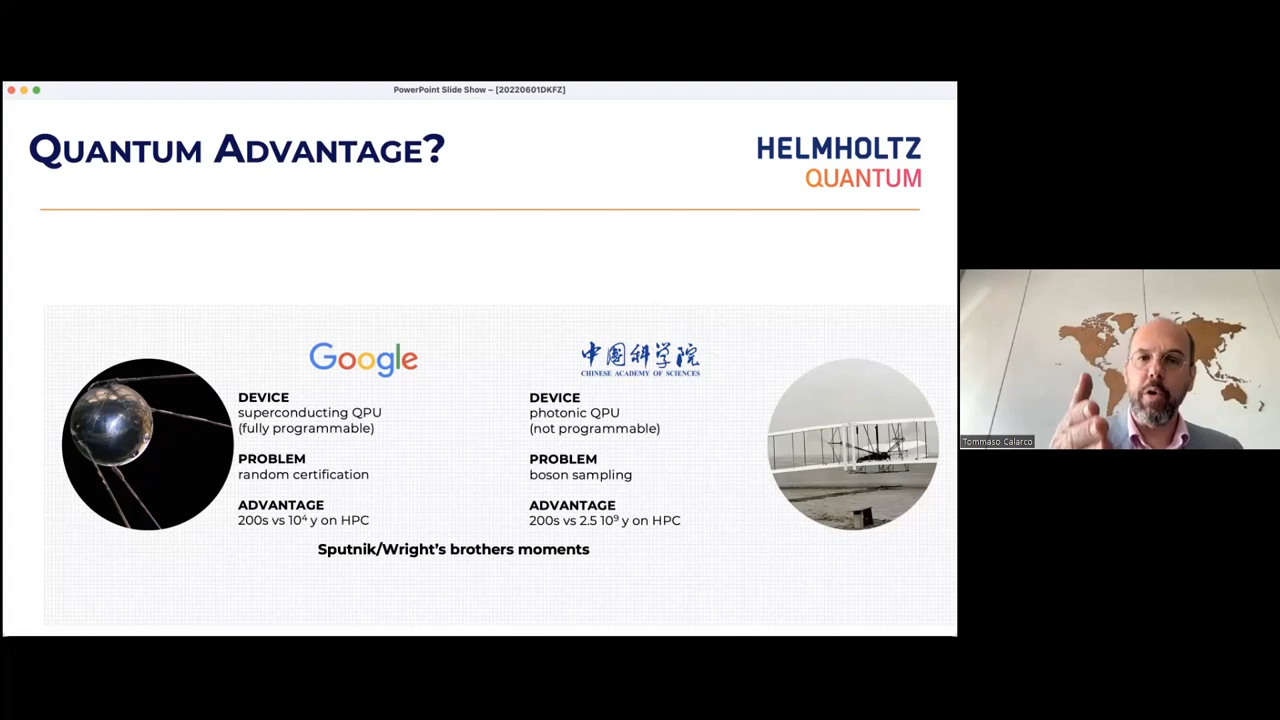 PowerPoint Slide Show – [20220601DKFZ]
QUANTUM ADVANTAGE?
HELMHOLTZ
QUANTUM
Google
DEVICE
superconducting QPU
(fully programmable)
PROBLEM
random certification
ADVANTAGE
200s vs 10⁴ y on HPC
中国科学院
CHINESE ACADEMY OF SCIENCES
DEVICE
photonic QPU
(not programmable)
PROBLEM
boson sampling
ADVANTAGE
200s vs 2.5 10⁹ y on HPC
Sputnik/Wright’s brothers moments
Tommaso Calarco